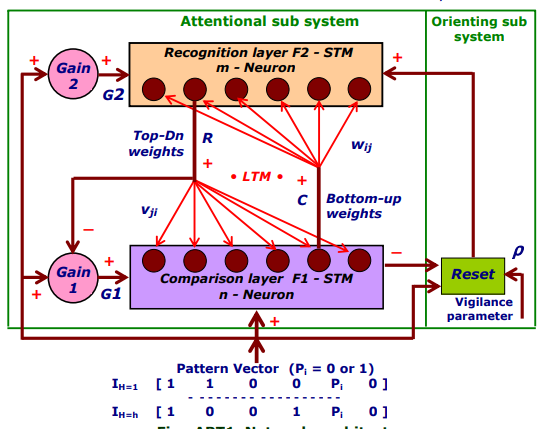 Attentional sub system
Orienting sub
system
Recognition layer F2 – STM
m – Neuron
+
+
Gain
2
G2
+
Top-Dn
weights
R
+
wij
vji
• LTM •
+
C
Bottom-up
weights
–
–
Gain
1
+
+
G1
Comparison layer F1 – STM
n – Neuron
Reset
ρ
Vigilance
parameter
+
Pattern Vector (Pi = 0 or 1)
IH=1 [ 1 1 0 0 Pi 0 ]
- ------- ----------
IH=h [ 1 0 0 1 Pi 0 ]